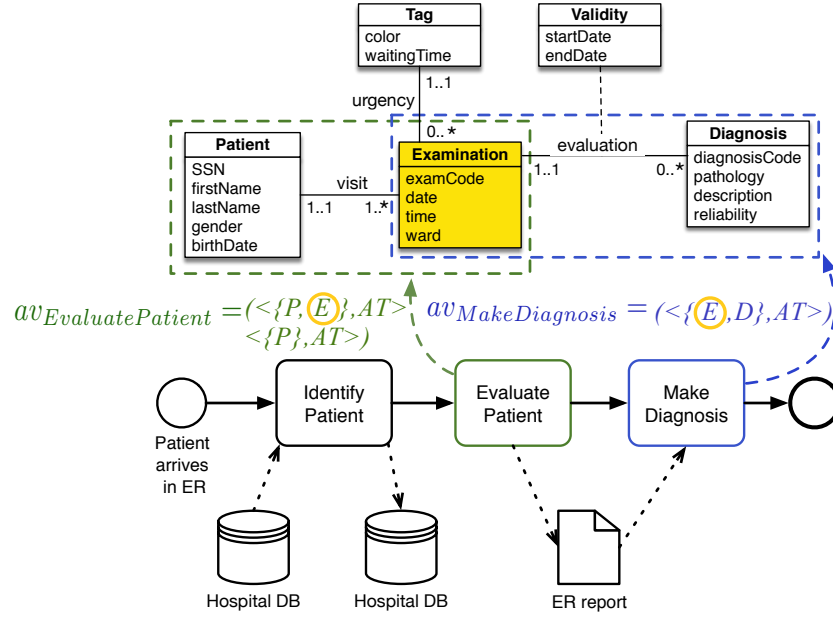 Tag
color
waitingTime
Validity
startDate
endDate
1..1
urgency
0..*
Patient
SSN
firstName
lastName
gender
birthDate
visit
1..1
1..*
Examination
examCode
date
time
ward
evaluation
1..1
0..*
Diagnosis
diagnosisCode
pathology
description
reliability
av_EvaluatePatient = (<{P, E},AT>
<{P},AT>)
av_MakeDiagnosis = (<{E,D},AT>)
Identify
Patient
Evaluate
Patient
Make
Diagnosis
Patient
arrives
in ER
Hospital DB
Hospital DB
ER report